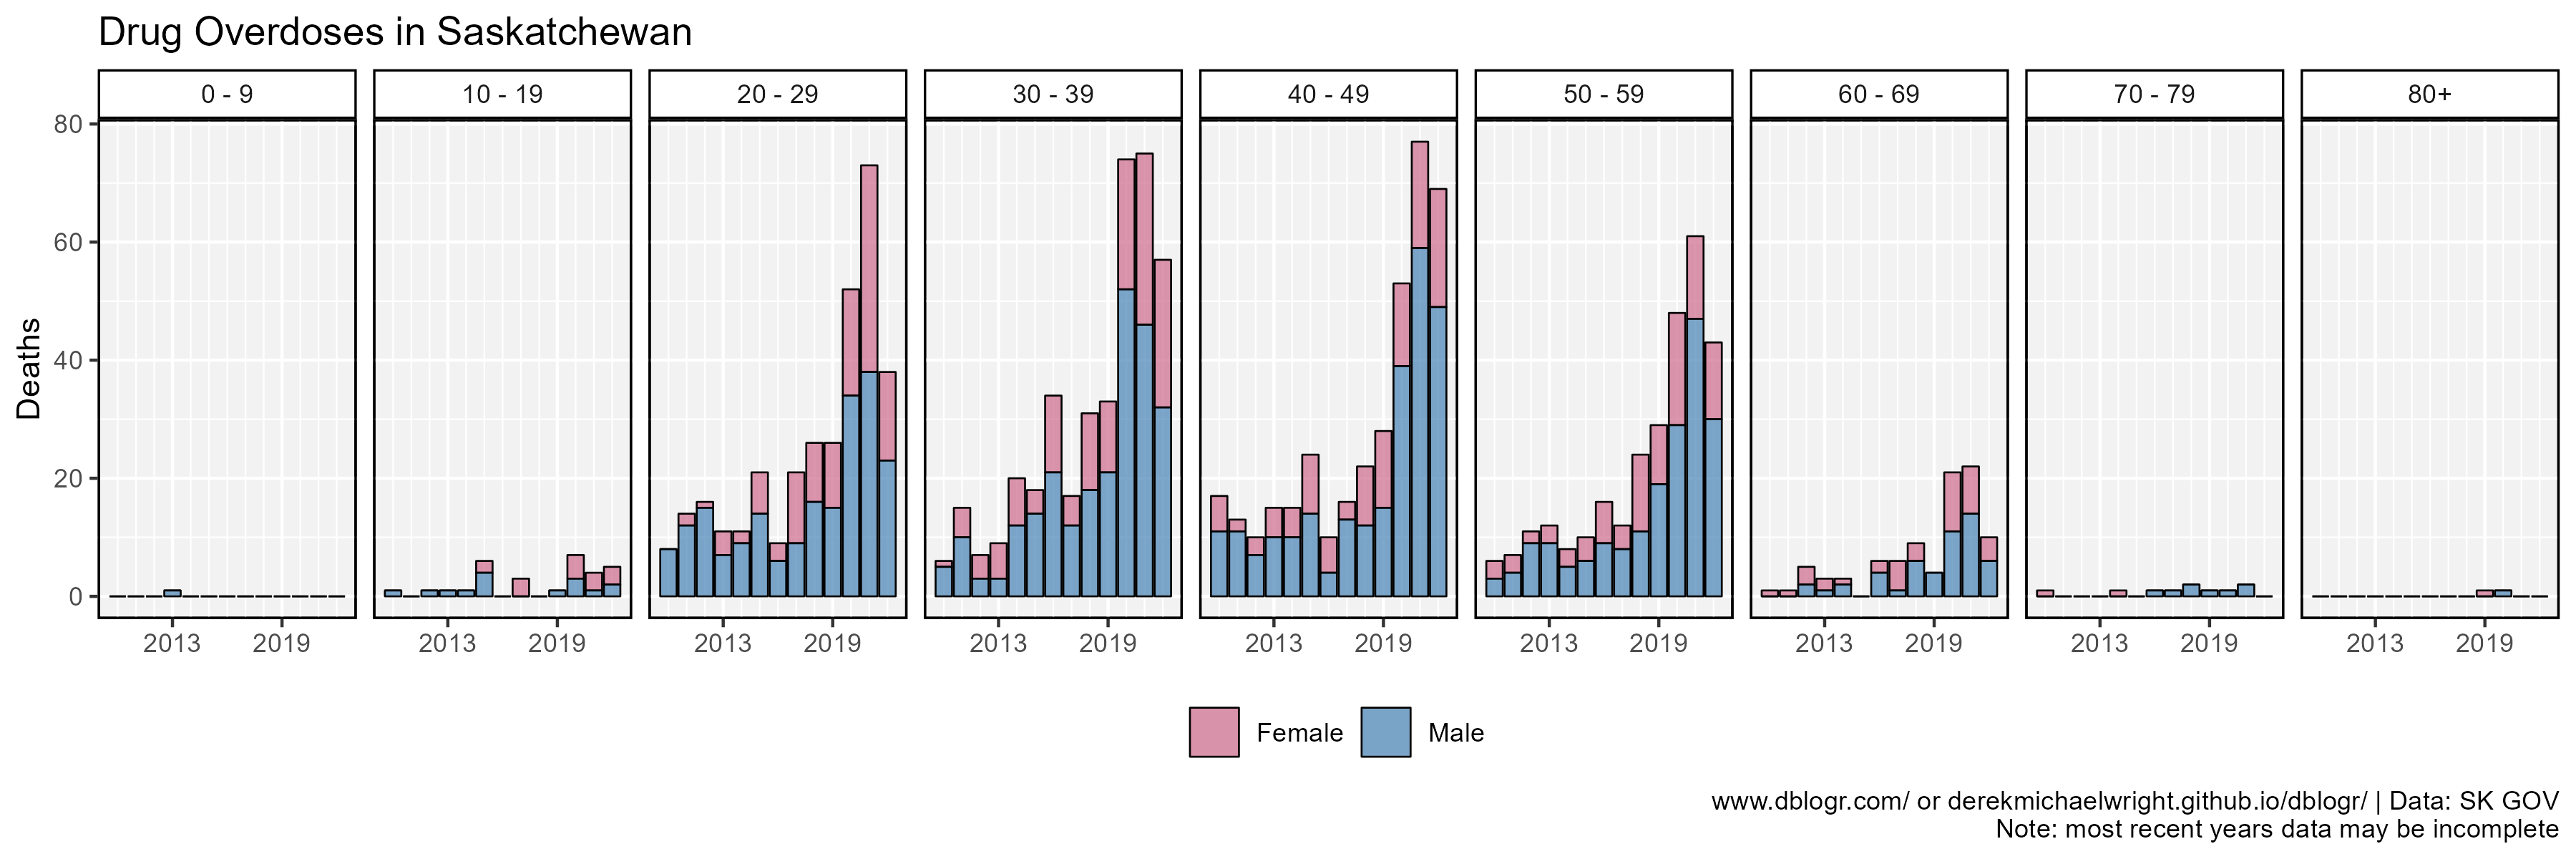 Drug Overdoses in Saskatchewan
0 - 9 10 - 19 20 - 29 30 - 39 40 - 49 50 - 59 60 - 69 70 - 79 80+
80
60
40
20
0
Deaths
2013 2019 2013 2019 2013 2019 2013 2019 2013 2019 2013 2019 2013 2019 2013 2019 2013 2019
Female Male
www.dblogr.com/ or derekmichaelwright.github.io/dblogr/ | Data: SK GOV
Note: most recent years data may be incomplete